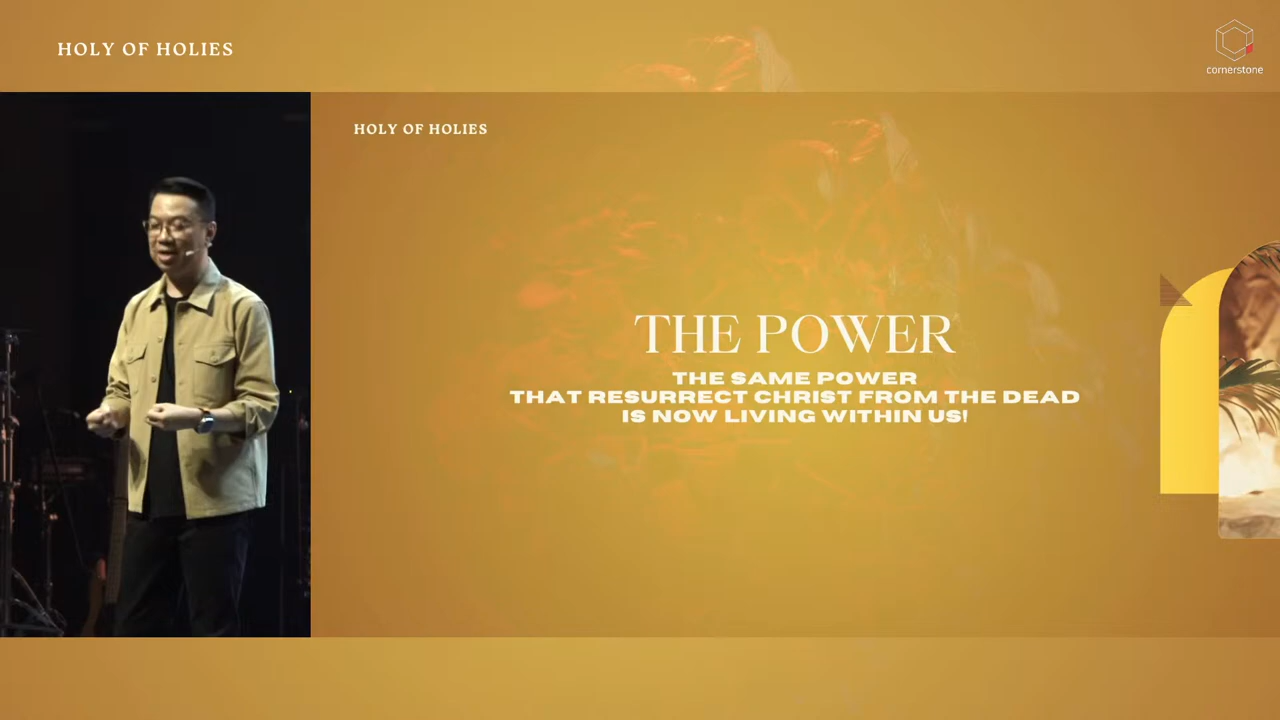 HOLY OF HOLIES
cornerstone
HOLY OF HOLIES
THE POWER
THE SAME POWER
THAT RESURRECT CHRIST FROM THE DEAD
IS NOW LIVING WITHIN US!